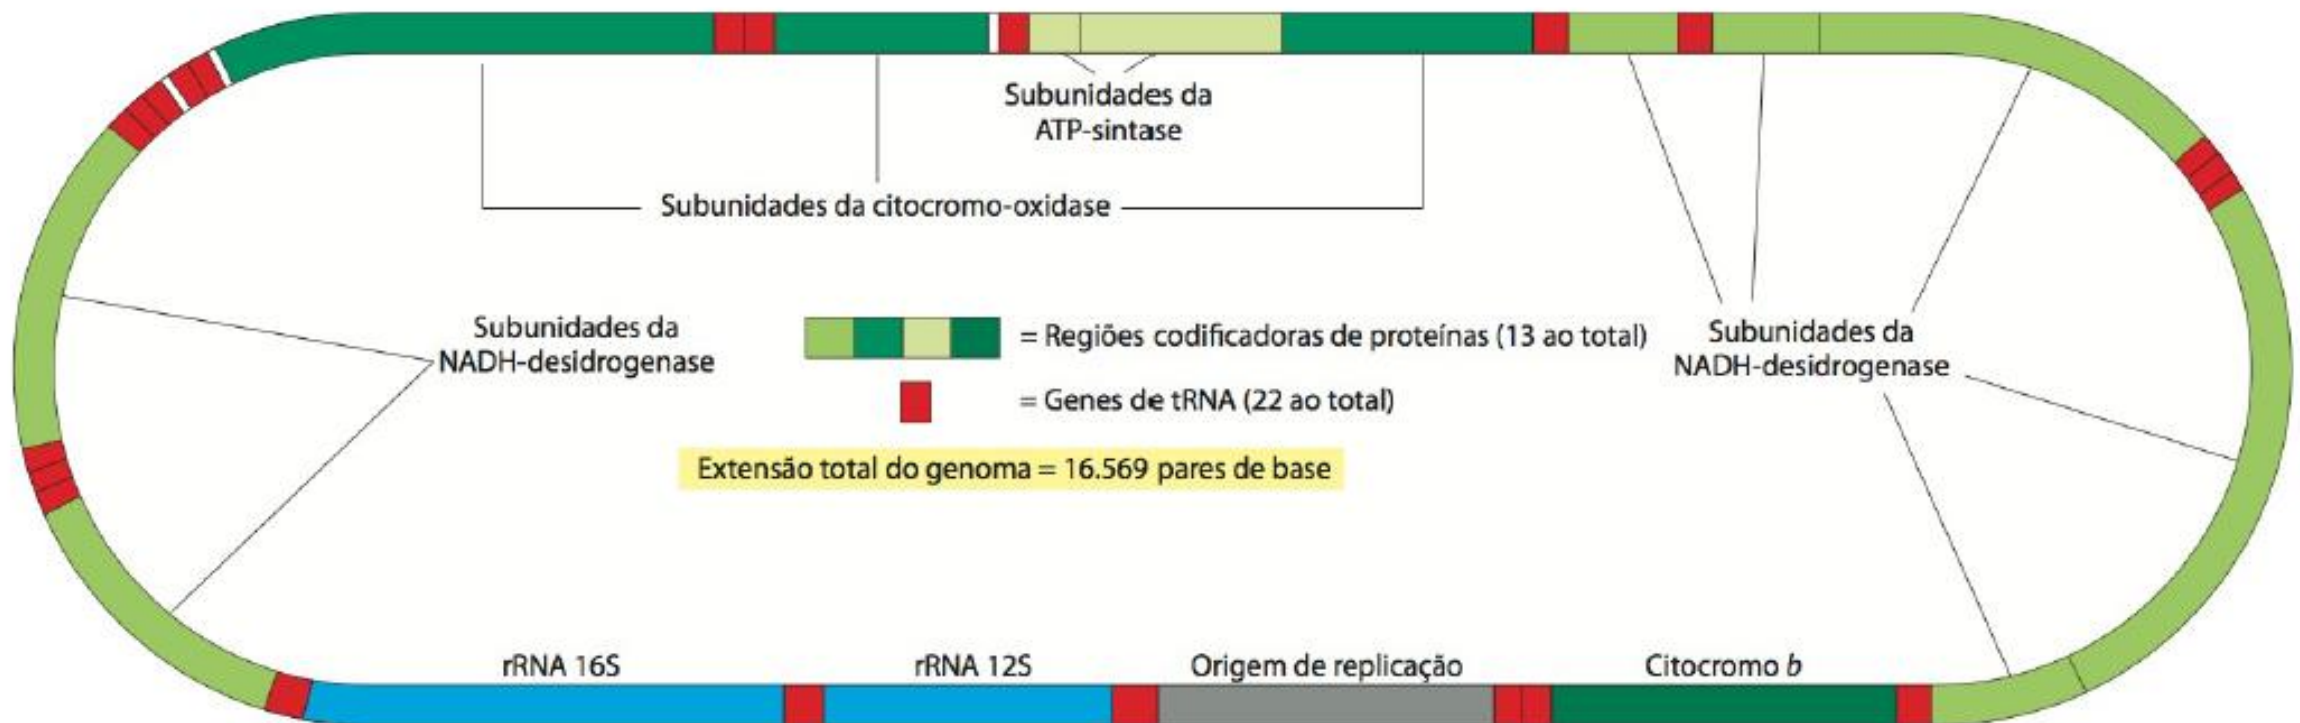 Subunidades da
ATP-sintase
Subunidades da citocromo-oxidase
Subunidades da
NADH-desidrogenase
= Regiões codificadoras de proteínas (13 ao total)
= Genes de tRNA (22 ao total)
Extensão total do genoma = 16.569 pares de base
Subunidades da
NADH-desidrogenase
rRNA 16S
rRNA 12S
Origem de replicação
Citocromo b